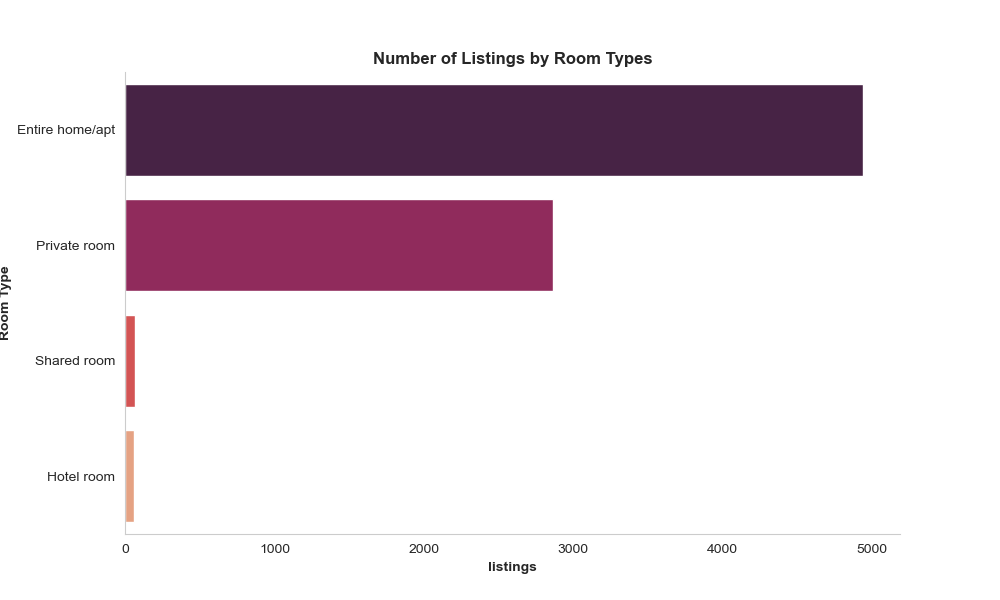 Number of Listings by Room Types
Room Type
Entire home/apt
Private room
Shared room
Hotel room
0 1000 2000 3000 4000 5000
listings